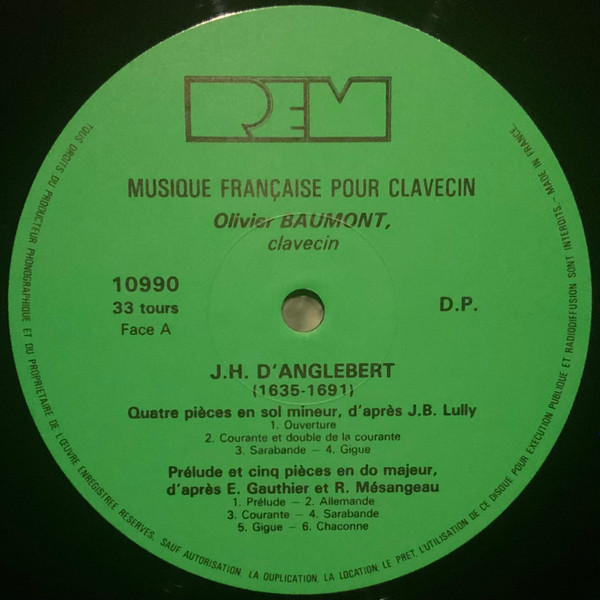 REM
MUSIQUE FRANÇAISE POUR CLAVECIN
Olivier BAUMONT,
clavecin
10990
33 tours
Face A
D.P.
J.H. D'ANGLEBERT
(1635-1691)
Quatre pièces en sol mineur, d'après J.B. Lully
1. Ouverture
2. Courante et double de la courante
3. Sarabande – 4. Gigue
Prélude et cinq pièces en do majeur,
d'après E. Gauthier et R. Mésangeau
1. Prélude – 2. Allemande
3. Courante – 4. Sarabande
5. Gigue – 6. Chaconne
TOUS DROITS DU PRODUCTEUR PHONOGRAPHIQUE ET DU PROPRIETAIRE DE L'ŒUVRE ENREGISTREE RESERVES. SAUF AUTORISATION, LA DUPLICATION, LA LOCATION, LE PRET, L'UTILISATION DE CE DISQUE POUR EXECUTION PUBLIQUE ET RADIODIFFUSION SONT INTERDITS – MADE IN FRANCE.